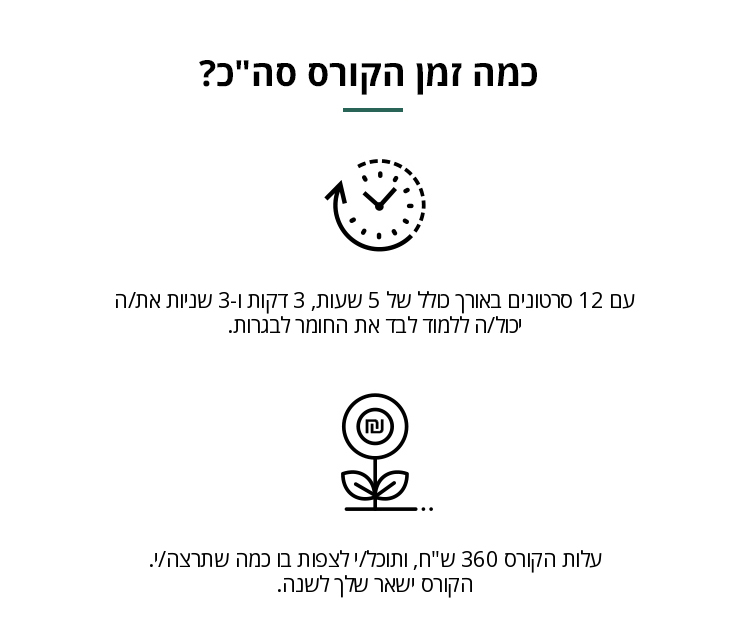 כמה זמן הקורס סה"כ?
עם 12 סרטונים באורך כולל של 5 שעות, 3 דקות ו-3 שניות את/ה
יכול/ה ללמוד לבד את החומר לבגרות.
₪
עלות הקורס 360 ש"ח, ותוכל/י לצפות בו כמה שתרצה/י.
הקורס ישאר שלך לשנה.